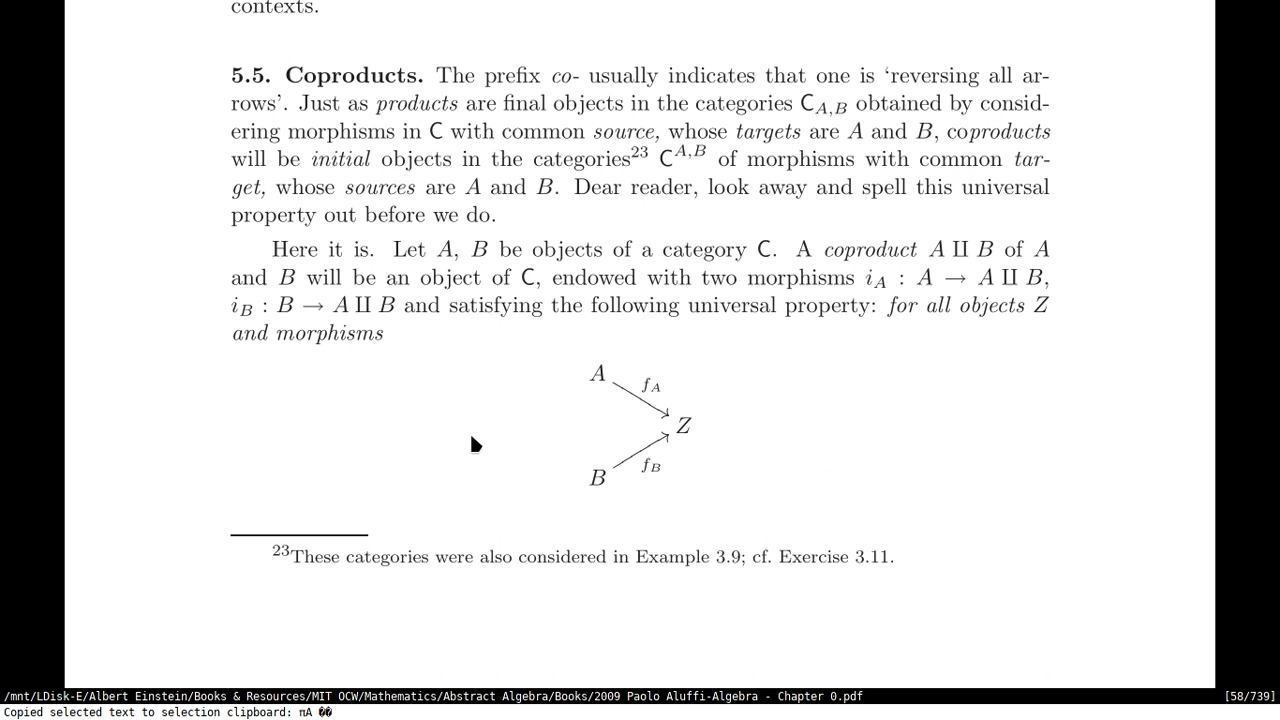 contexts.
5.5. Coproducts. The prefix co- usually indicates that one is ‘reversing all ar-
rows’. Just as products are final objects in the categories C_{A,B} obtained by consid-
ering morphisms in C with common source, whose targets are A and B, coproducts
will be initial objects in the categories²³ C^{A,B} of morphisms with common tar-
get, whose sources are A and B. Dear reader, look away and spell this universal
property out before we do.
Here it is. Let A, B be objects of a category C. A coproduct A ⨿ B of A
and B will be an object of C, endowed with two morphisms i_A : A → A ⨿ B,
i_B : B → A ⨿ B and satisfying the following universal property: for all objects Z
and morphisms
A
f_A
Z
f_B
B
²³These categories were also considered in Example 3.9; cf. Exercise 3.11.
/mnt/LDisk-E/Albert Einstein/Books & Resources/MIT OCW/Mathematics/Abstract Algebra/Books/2009 Paolo Aluffi-Algebra - Chapter 0.pdf [58/739]
Copied selected text to selection clipboard: πA ��